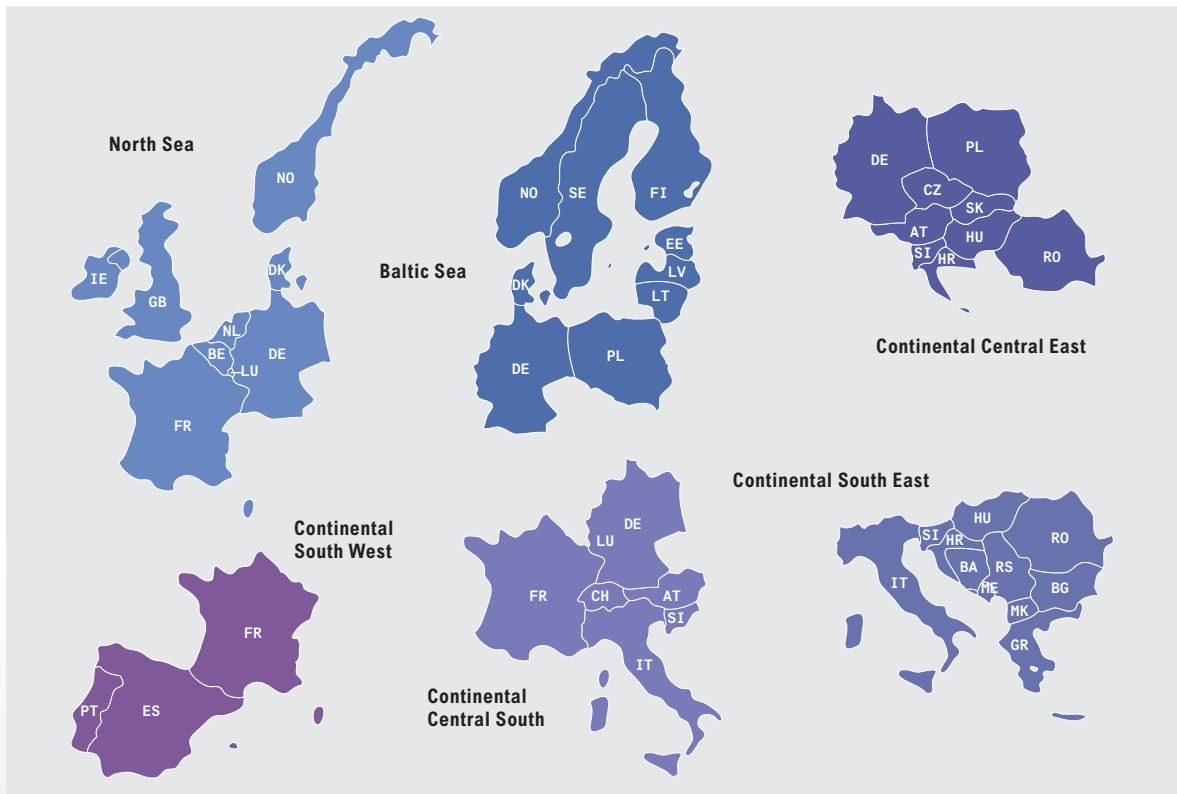 North Sea
NO
IE
GB
DK
NL
BE
DE
LU
FR
Baltic Sea
NO
SE
FI
EE
LV
LT
DK
DE
PL
DE
PL
CZ
SK
AT
HU
SI
HR
RO
Continental Central East
Continental
South West
FR
PT
ES
DE
LU
FR
CH
AT
SI
IT
Continental
Central South
Continental South East
HU
SI
HR
RO
BA
RS
IT
ME
BG
MK
GR